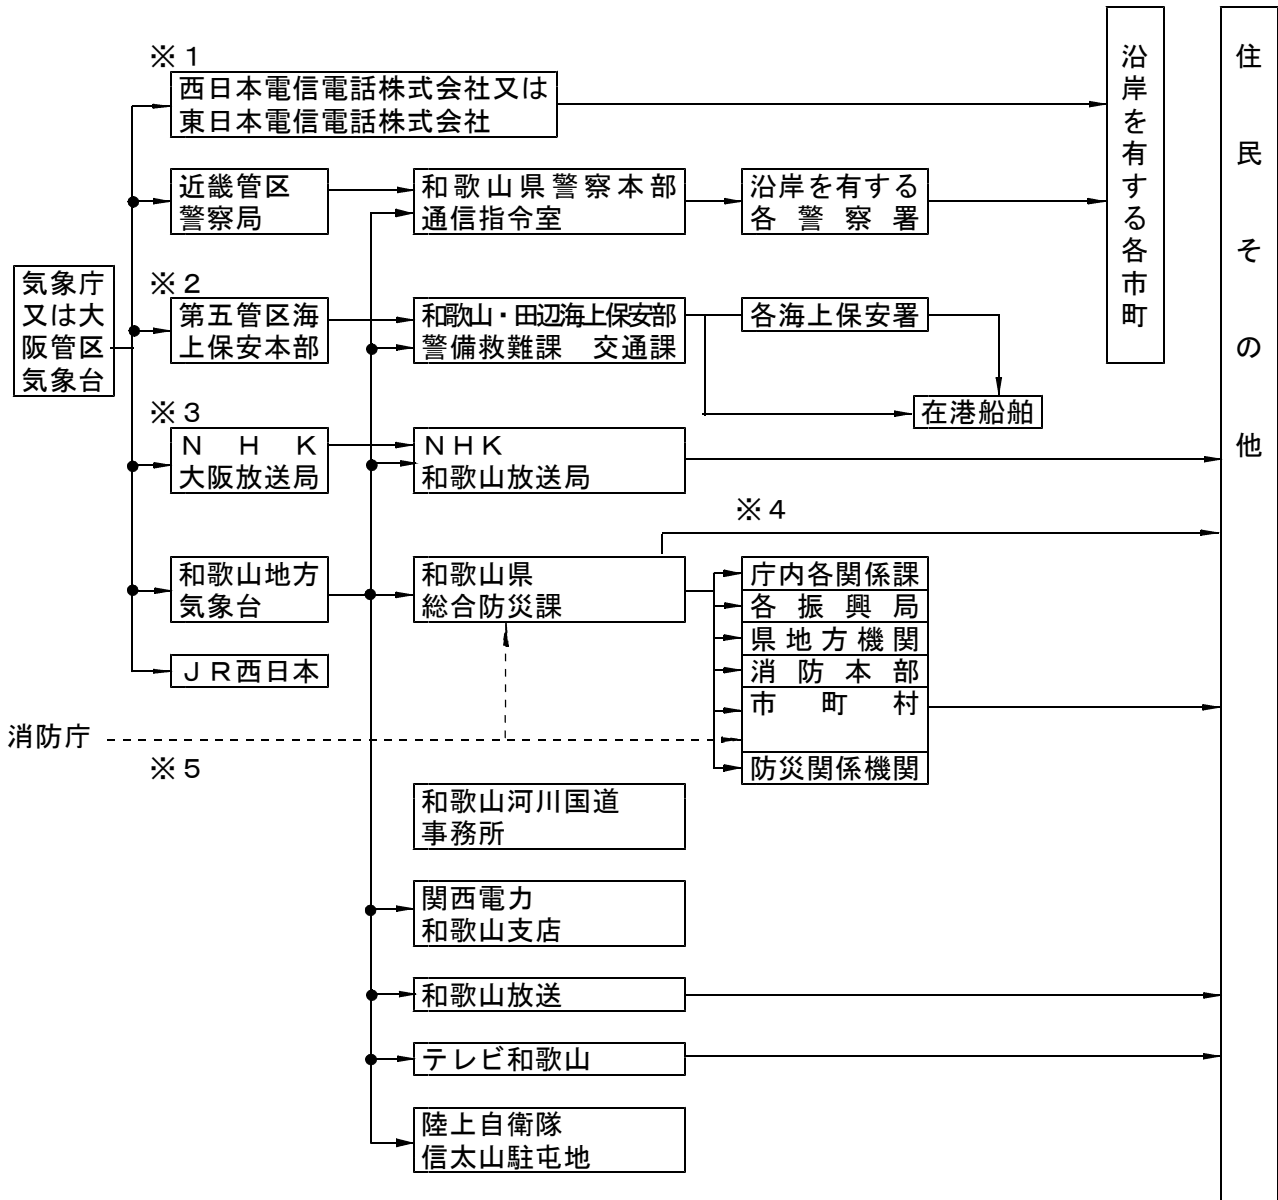 ※１
西日本電信電話株式会社又は
東日本電信電話株式会社
沿岸を有する各市町
住民その他
近畿管区
警察局
和歌山県警察本部
通信指令室
沿岸を有する
各警察署
気象庁
又は大
阪管区
気象台
※２
第五管区海
上保安本部
和歌山・田辺海上保安部
警備救難課　交通課
各海上保安署
在港船舶
※３
ＮＨＫ
大阪放送局
ＮＨＫ
和歌山放送局
※４
和歌山地方
気象台
和歌山県
総合防災課
庁内各関係課
各振興局
県地方機関
消防本部
市町村
防災関係機関
ＪＲ西日本
消防庁
※５
和歌山河川国道
事務所
関西電力
和歌山支店
和歌山放送
テレビ和歌山
陸上自衛隊
信太山駐屯地